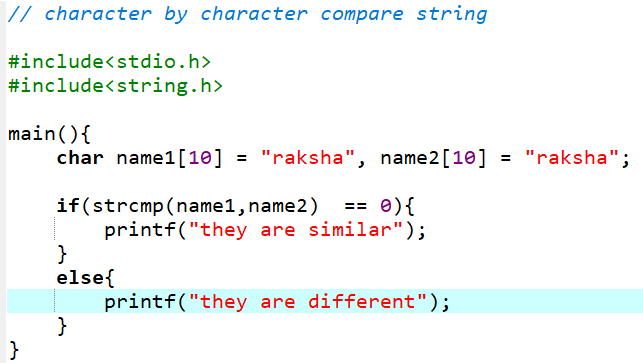 // character by character compare string
#include<stdio.h>
#include<string.h>
main(){
    char name1[10] = "raksha", name2[10] = "raksha";
    if(strcmp(name1,name2)  == 0){
        printf("they are similar");
    }
    else{
        printf("they are different");
    }
}